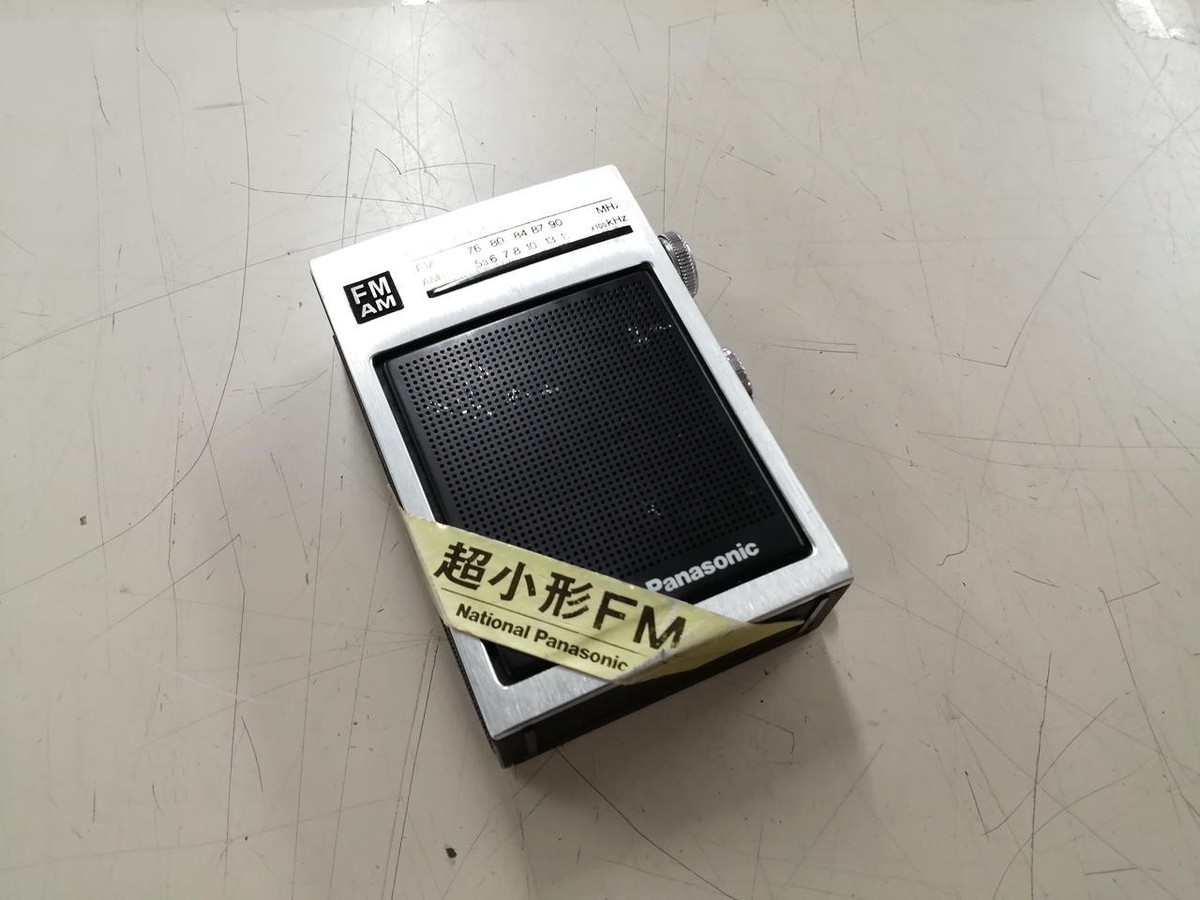 MHz
FM 76 80 84 87 90
x100kHz
AM 53 6 7 8 10 13
FM
AM
Panasonic
超小形FM
National Panasonic